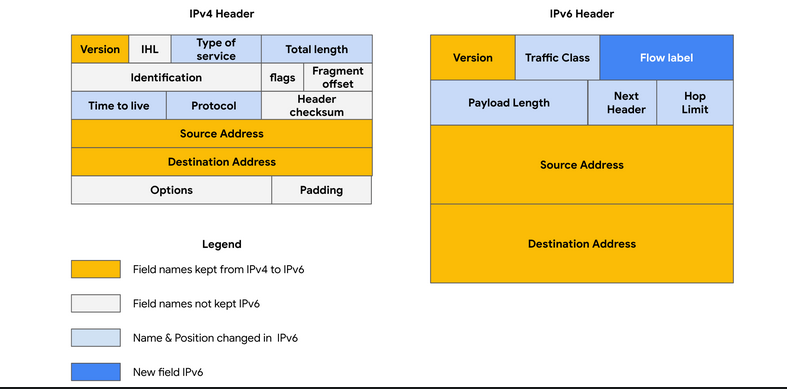 IPv4 Header
Version IHL Type of service Total length
Identification flags Fragment offset
Time to live Protocol Header checksum
Source Address
Destination Address
Options Padding
Legend
Field names kept from IPv4 to IPv6
Field names not kept IPv6
Name & Position changed in IPv6
New field IPv6
IPv6 Header
Version Traffic Class Flow label
Payload Length Next Header Hop Limit
Source Address
Destination Address